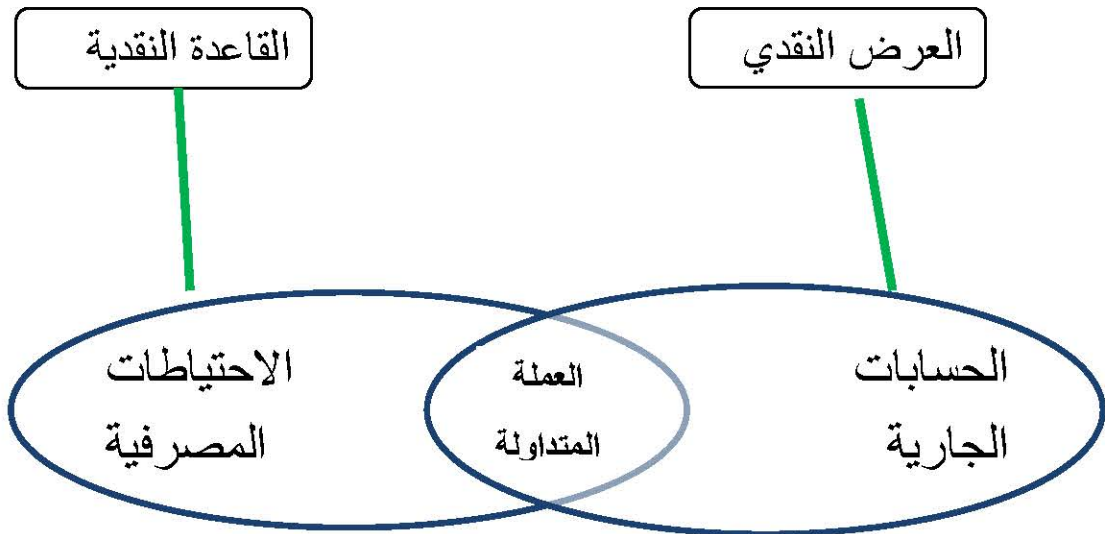 العرض النقدي
القاعدة النقدية
الحسابات
الجارية
العملة
المتداولة
الاحتياطات
المصرفية